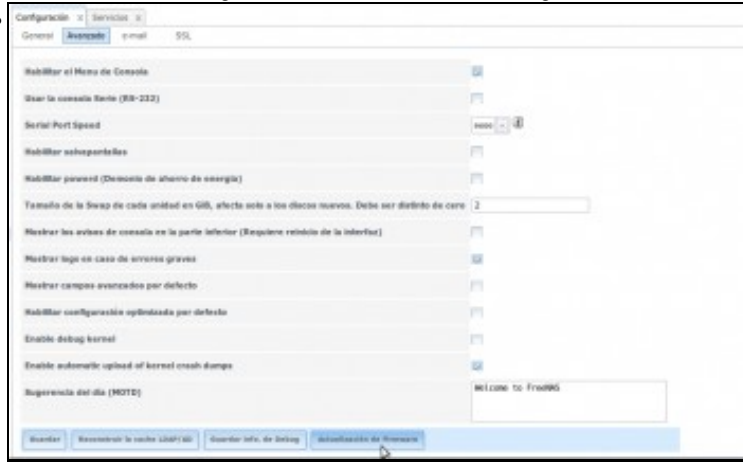 Configuración x Servicios x
General Avanzado e-mail SSL
Habilitar el Menu de Consola
Usar la consola Serie (RS-232)
Serial Port Speed 9600
Habilitar salvapantallas
Habilitar powerd (Demonio de ahorro de energía)
Tamaño de la Swap de cada unidad en GiB, afecta solo a los discos nuevos. Debe ser distinto de cero 2
Mostrar los avisos de consola en la parte inferior (Requiere reinicio de la interfaz)
Mostrar logs en caso de errores graves
Mostrar campos avanzados por defecto
Habilitar configuración optimizada por defecto
Enable debug kernel
Enable automatic upload of kernel crash dumps
Sugerencia del día (MOTD) Welcome to FreeNAS
Guardar Reconstruir la cache LDAP/AD Guardar Info. de Debug Actualización de Firmware